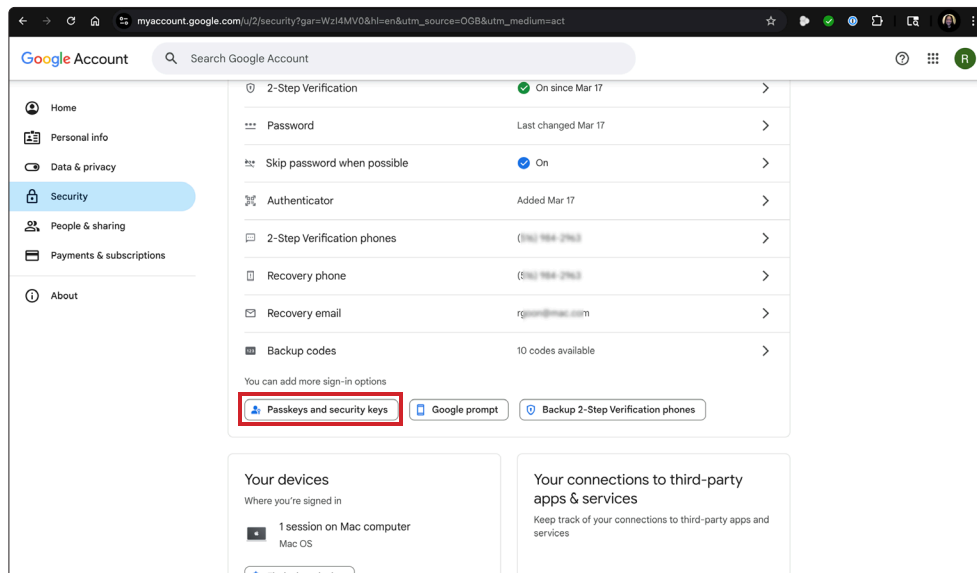 myaccount.google.com/u/2/security?gar=WzI4MV0&hl=en&utm_source=OGB&utm_medium=act
Google Account
Search Google Account
R
Home
Personal info
Data & privacy
Security
People & sharing
Payments & subscriptions
About
2-Step Verification On since Mar 17
Password Last changed Mar 17
Skip password when possible On
Authenticator Added Mar 17
2-Step Verification phones
Recovery phone
Recovery email
Backup codes 10 codes available
You can add more sign-in options
Passkeys and security keys Google prompt Backup 2-Step Verification phones
Your devices
Where you're signed in
1 session on Mac computer
Mac OS
Your connections to third-party
apps & services
Keep track of your connections to third-party apps and
services